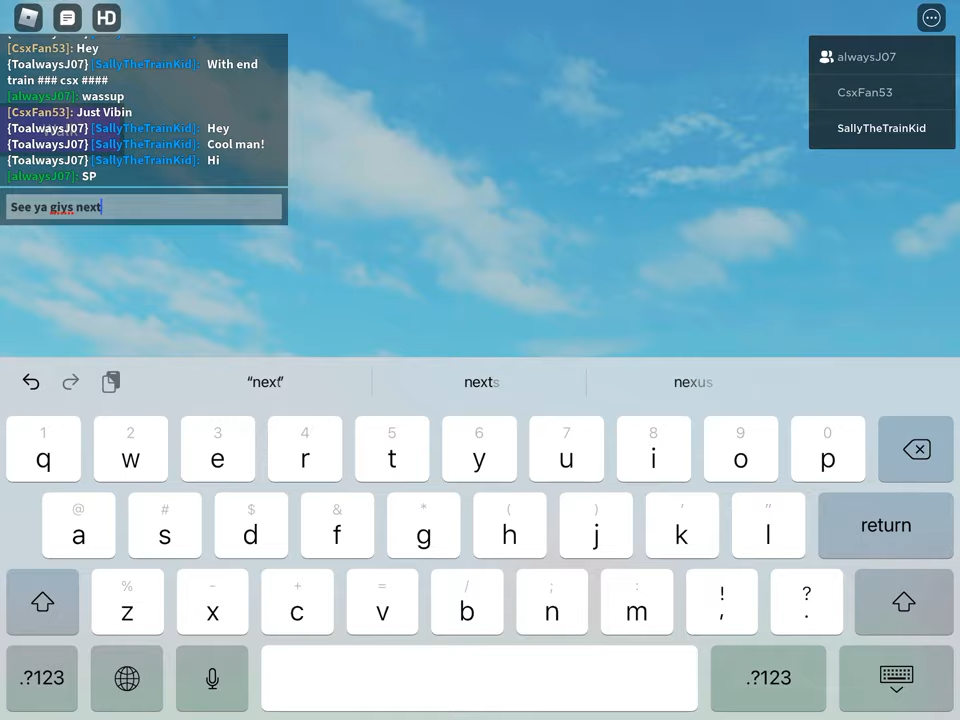 HD
[CsxFan53]: Hey
{ToalwaysJ07} [SallyTheTrainKid]: With end
train ### csx ####
[alwaysJ07]: wassup
[CsxFan53]: Just Vibin
{ToalwaysJ07} [SallyTheTrainKid]: Hey
{ToalwaysJ07} [SallyTheTrainKid]: Cool man!
{ToalwaysJ07} [SallyTheTrainKid]: Hi
[alwaysJ07]: SP
See ya giys next
alwaysJ07
CsxFan53
SallyTheTrainKid
“next” nexts nexus
1 2 3 4 5 6 7 8 9 0
q w e r t y u i o p
@ # $ & * ( ) ' "
a s d f g h j k l return
% - + = / ; : ! ?
z x c v b n m , .
.?123 .?123